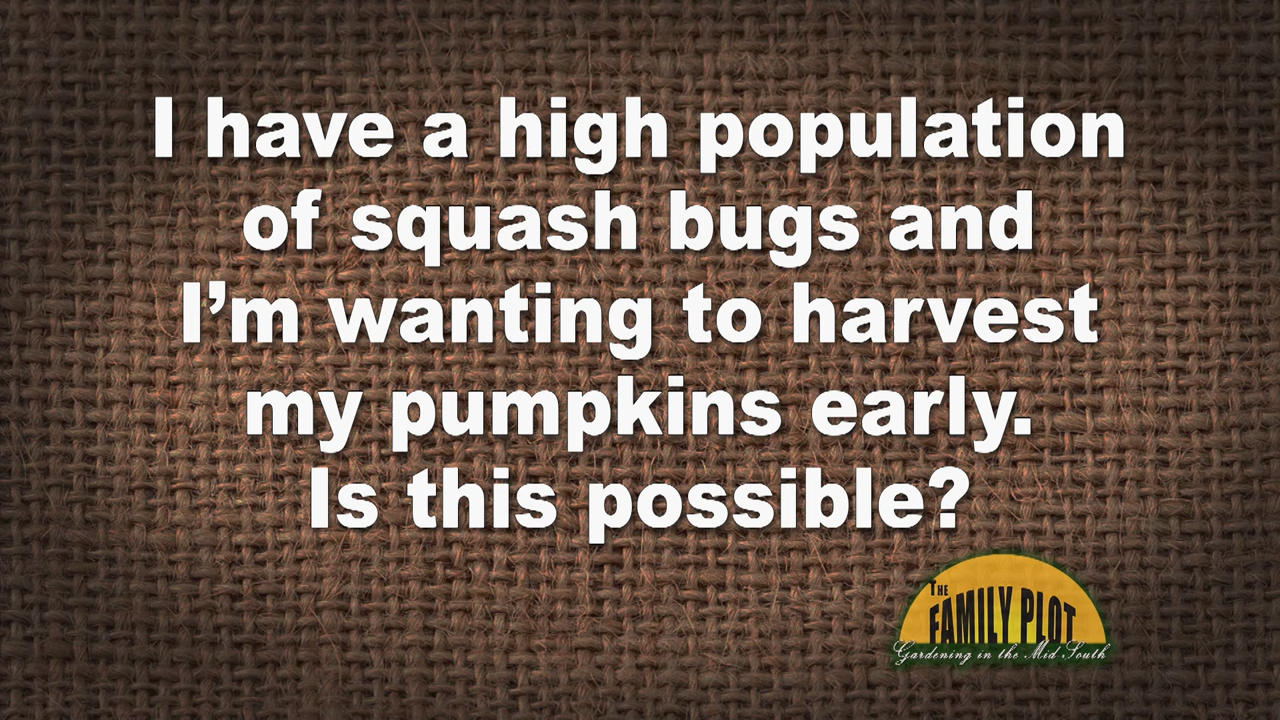 I have a high population
of squash bugs and
I’m wanting to harvest
my pumpkins early.
Is this possible?
THE
FAMILY PLOT
Gardening in the Mid-South